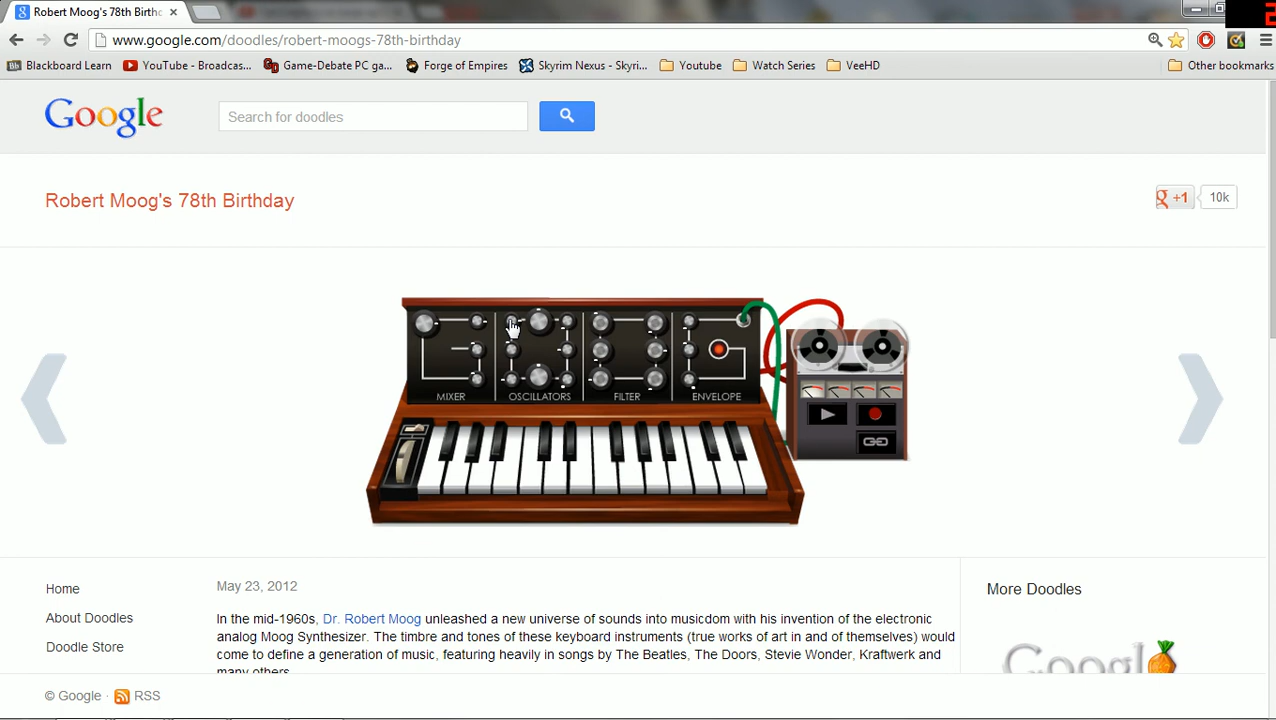 Robert Moog's 78th Birthd
www.google.com/doodles/robert-moogs-78th-birthday
Blackboard Learn YouTube - Broadcas... Game-Debate PC ga... Forge of Empires Skyrim Nexus - Skyri... Youtube Watch Series VeeHD Other bookmarks
Google Search for doodles
Robert Moog's 78th Birthday
+1 10k
MIXER OSCILLATORS FILTER ENVELOPE
Home
About Doodles
Doodle Store
May 23, 2012
In the mid-1960s, Dr. Robert Moog unleashed a new universe of sounds into musicdom with his invention of the electronic
analog Moog Synthesizer. The timbre and tones of these keyboard instruments (true works of art in and of themselves) would
come to define a generation of music, featuring heavily in songs by The Beatles, The Doors, Stevie Wonder, Kraftwerk and
many others.
More Doodles
Googl
© Google · RSS